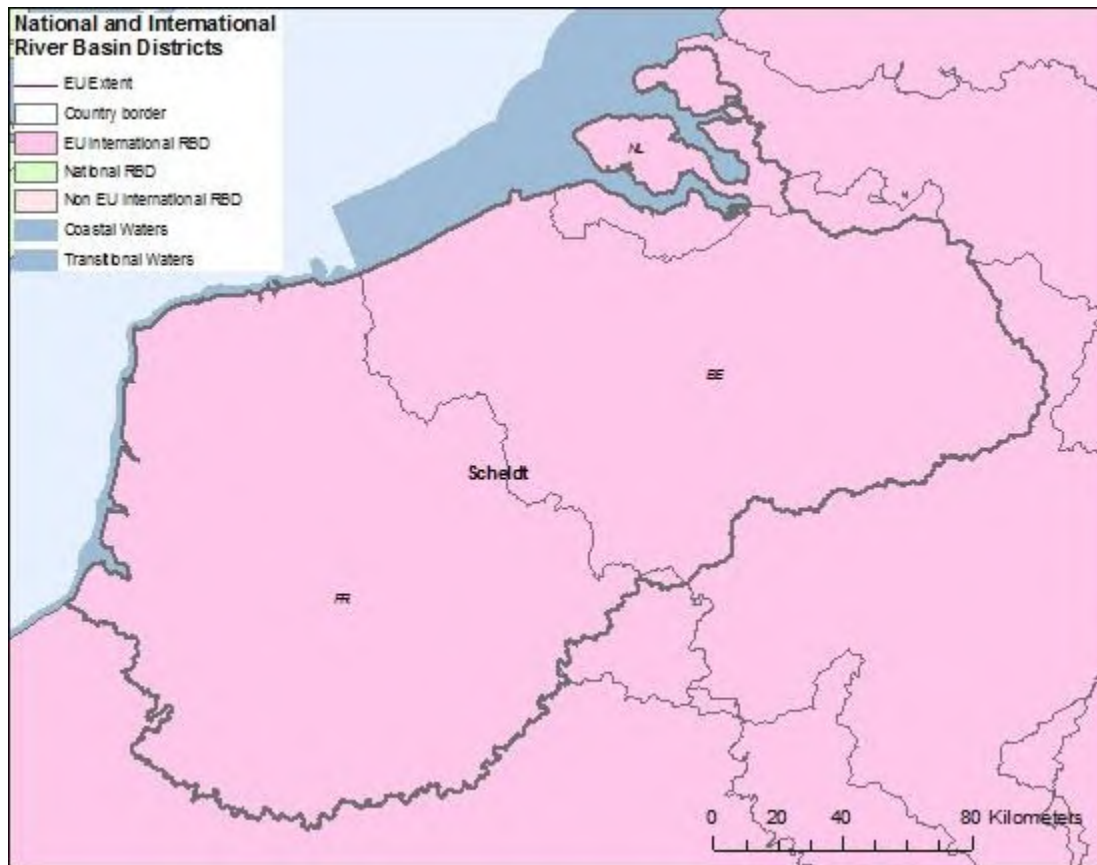 National and International
River Basin Districts
EU Extent
Country border
EU International RBD
National RBD
Non EU International RBD
Coastal Waters
Transitional Waters
NL
BE
Scheldt
FR
0 20 40 80 Kilometers